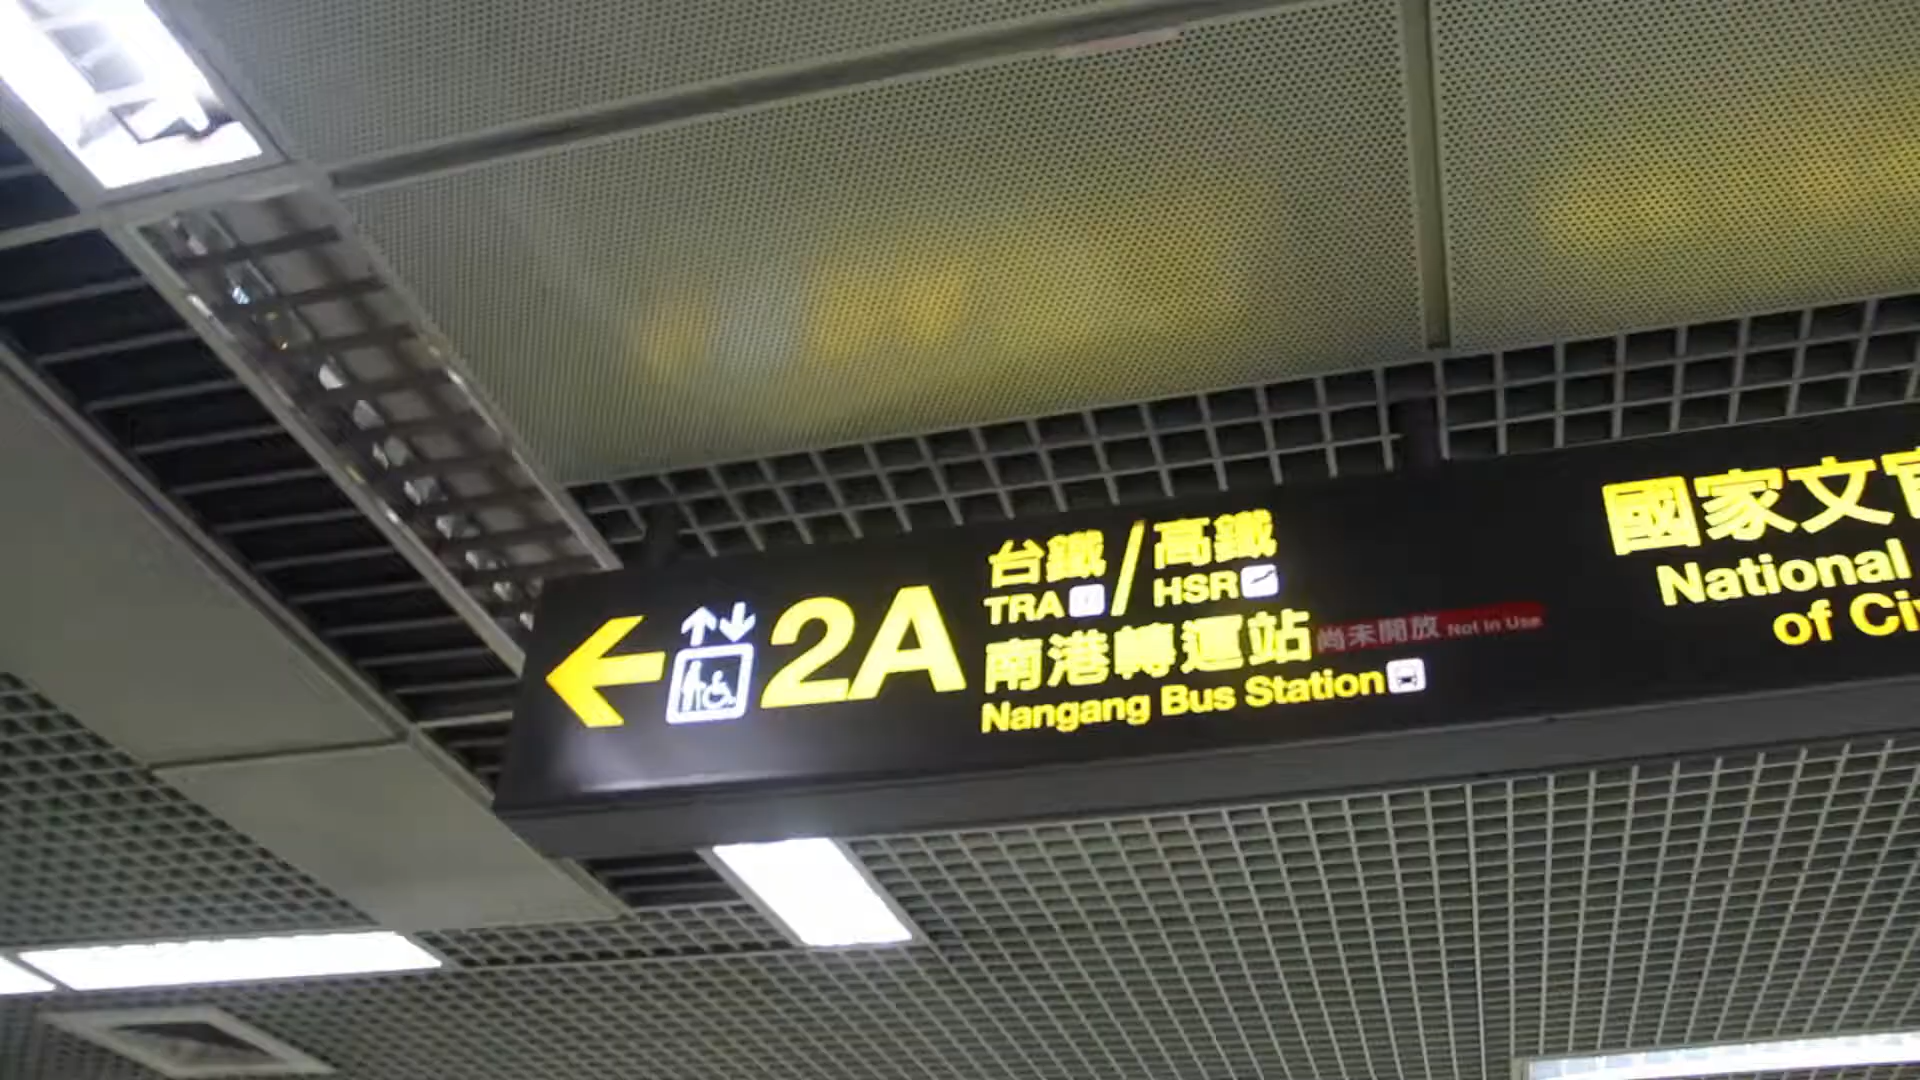 2A
台鐵 / 高鐵
TRA / HSR
南港轉運站 尚未開放 Not in Use
Nangang Bus Station
國家文官
National
of Ci